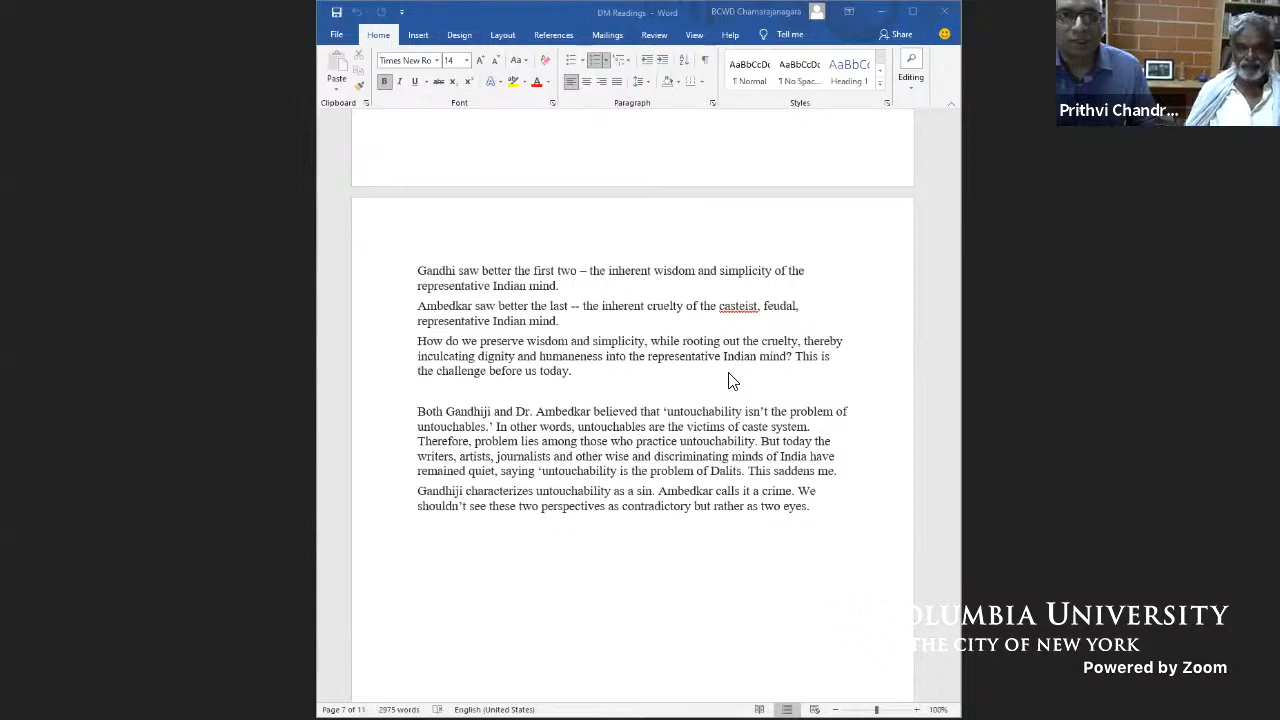 DM Readings - Word
BCWD Chamarajanagara
File Home Insert Design Layout References Mailings Review View Help Tell me Share
Paste
Times New Ro 14
AaBbCcDc AaBbCcDc AaBbC
¶ Normal ¶ No Spac... Heading 1
Editing
Clipboard Font Paragraph Styles
Prithvi Chandr...
Gandhi saw better the first two – the inherent wisdom and simplicity of the
representative Indian mind.
Ambedkar saw better the last -- the inherent cruelty of the casteist, feudal,
representative Indian mind.
How do we preserve wisdom and simplicity, while rooting out the cruelty, thereby
inculcating dignity and humaneness into the representative Indian mind? This is
the challenge before us today.
Both Gandhiji and Dr. Ambedkar believed that ‘untouchability isn’t the problem of
untouchables.’ In other words, untouchables are the victims of caste system.
Therefore, problem lies among those who practice untouchability. But today the
writers, artists, journalists and other wise and discriminating minds of India have
remained quiet, saying ‘untouchability is the problem of Dalits. This saddens me.
Gandhiji characterizes untouchability as a sin. Ambedkar calls it a crime. We
shouldn’t see these two perspectives as contradictory but rather as two eyes.
OLUMBIA UNIVERSITY
THE CITY OF NEW YORK
Powered by Zoom
Page 7 of 11 2975 words English (United States) 100%